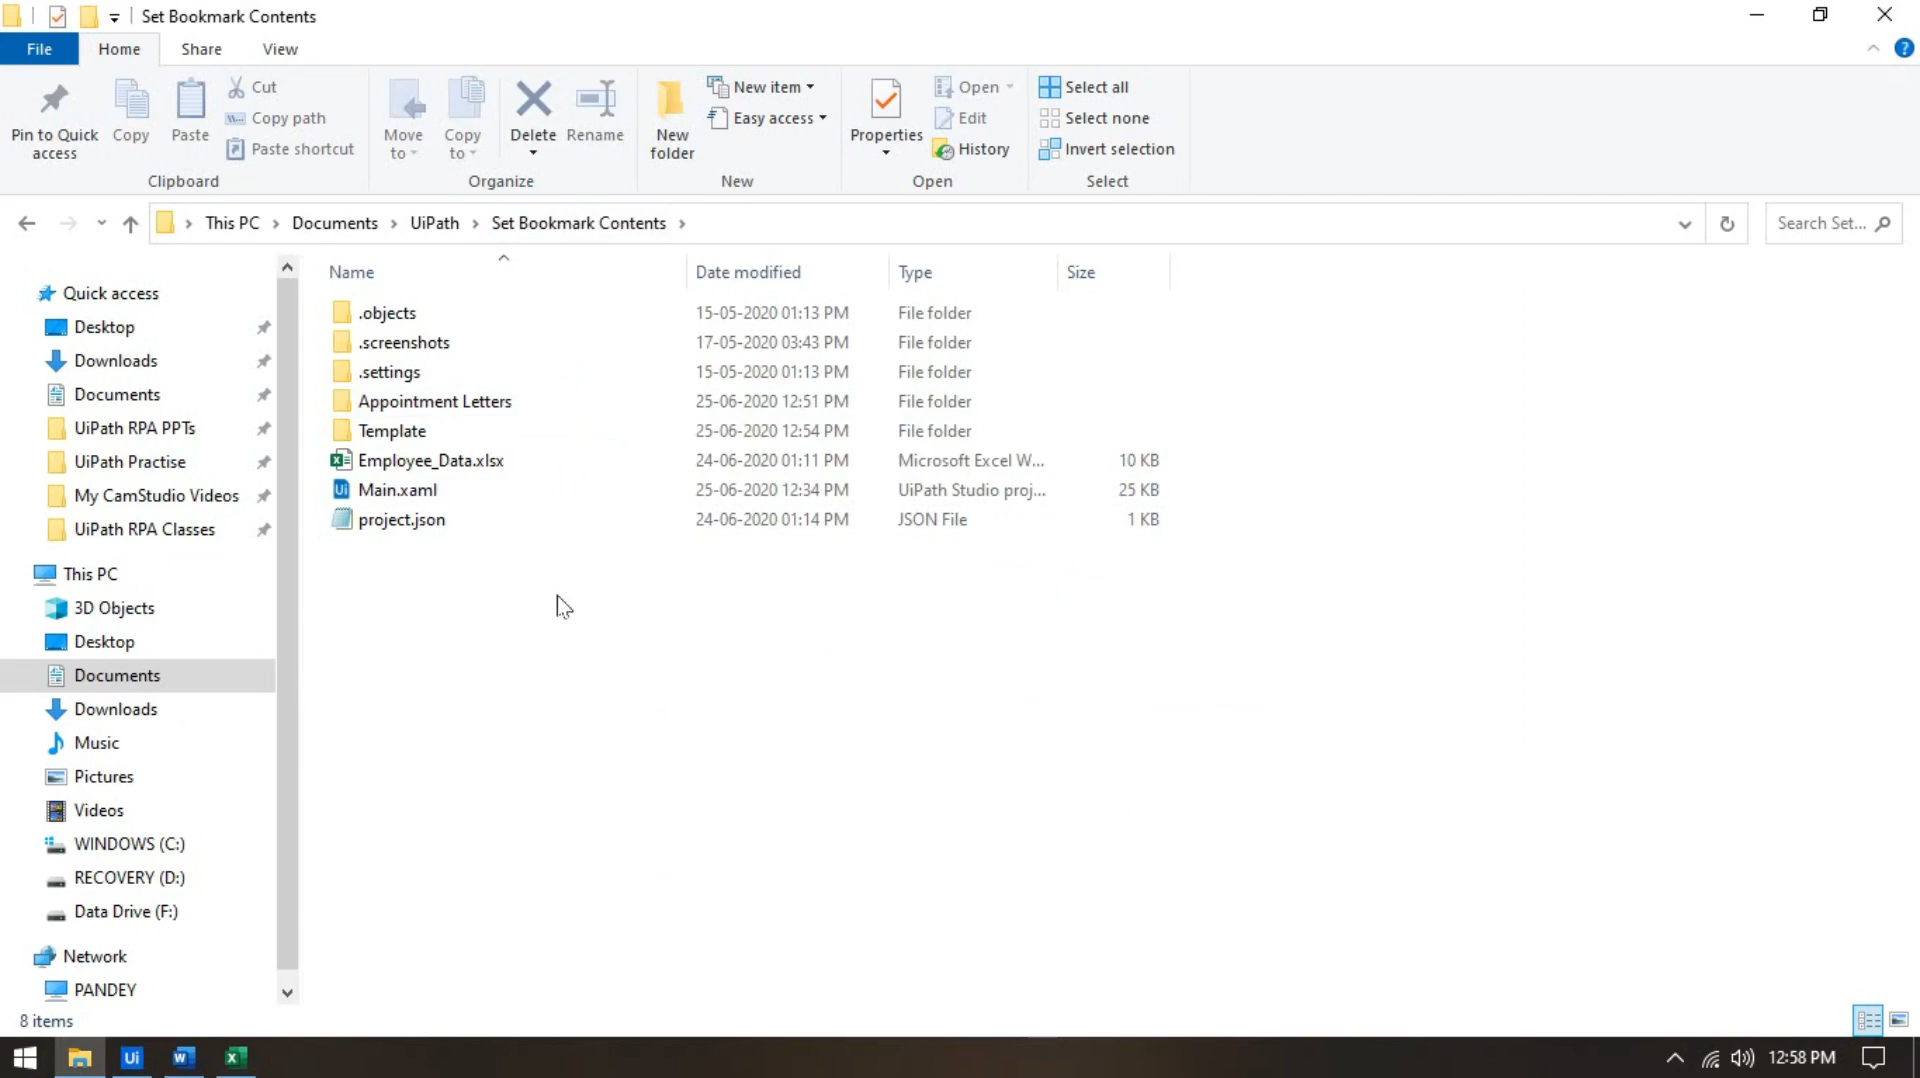 Set Bookmark Contents
File Home Share View
Pin to Quick access
Copy
Paste
Cut
Copy path
Paste shortcut
Clipboard
Move to
Copy to
Delete
Rename
Organize
New folder
New item
Easy access
New
Properties
Open
Edit
History
Open
Select all
Select none
Invert selection
Select
This PC Documents UiPath Set Bookmark Contents
Search Set...
Quick access
Desktop
Downloads
Documents
UiPath RPA PPTs
UiPath Practise
My CamStudio Videos
UiPath RPA Classes
This PC
3D Objects
Desktop
Documents
Downloads
Music
Pictures
Videos
WINDOWS (C:)
RECOVERY (D:)
Data Drive (F:)
Network
PANDEY
Name Date modified Type Size
.objects 15-05-2020 01:13 PM File folder
.screenshots 17-05-2020 03:43 PM File folder
.settings 15-05-2020 01:13 PM File folder
Appointment Letters 25-06-2020 12:51 PM File folder
Template 25-06-2020 12:54 PM File folder
Employee_Data.xlsx 24-06-2020 01:11 PM Microsoft Excel W... 10 KB
Main.xaml 25-06-2020 12:34 PM UiPath Studio proj... 25 KB
project.json 24-06-2020 01:14 PM JSON File 1 KB
8 items
Ui
12:58 PM